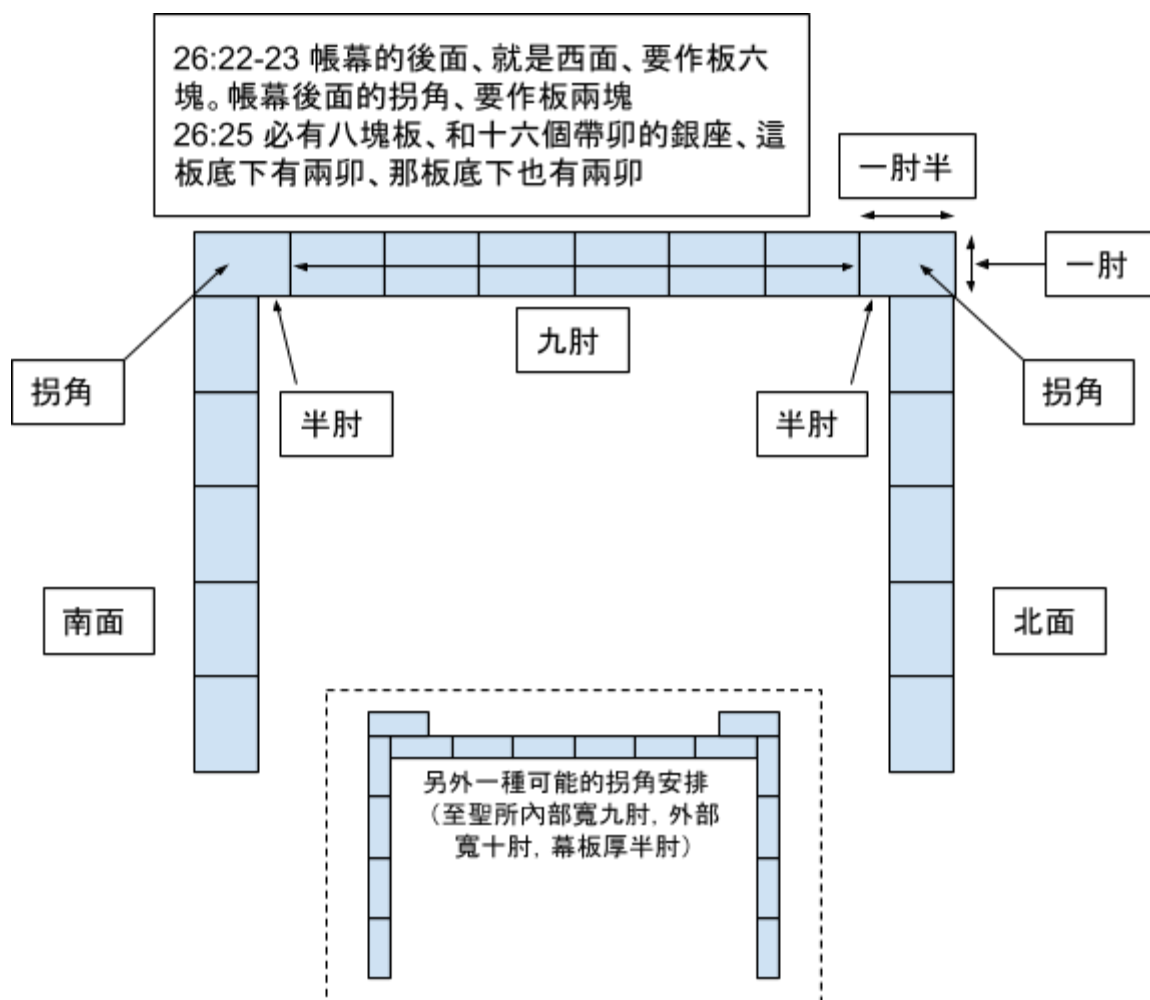 26:22-23 帳幕的後面、就是西面、要作板六
塊。帳幕後面的拐角、要作板兩塊
26:25 必有八塊板、和十六個帶卯的銀座、這
板底下有兩卯、那板底下也有兩卯
一肘半
一肘
九肘
拐角
拐角
半肘
半肘
南面
北面
另外一種可能的拐角安排
（至聖所內部寬九肘, 外部
寬十肘, 幕板厚半肘）